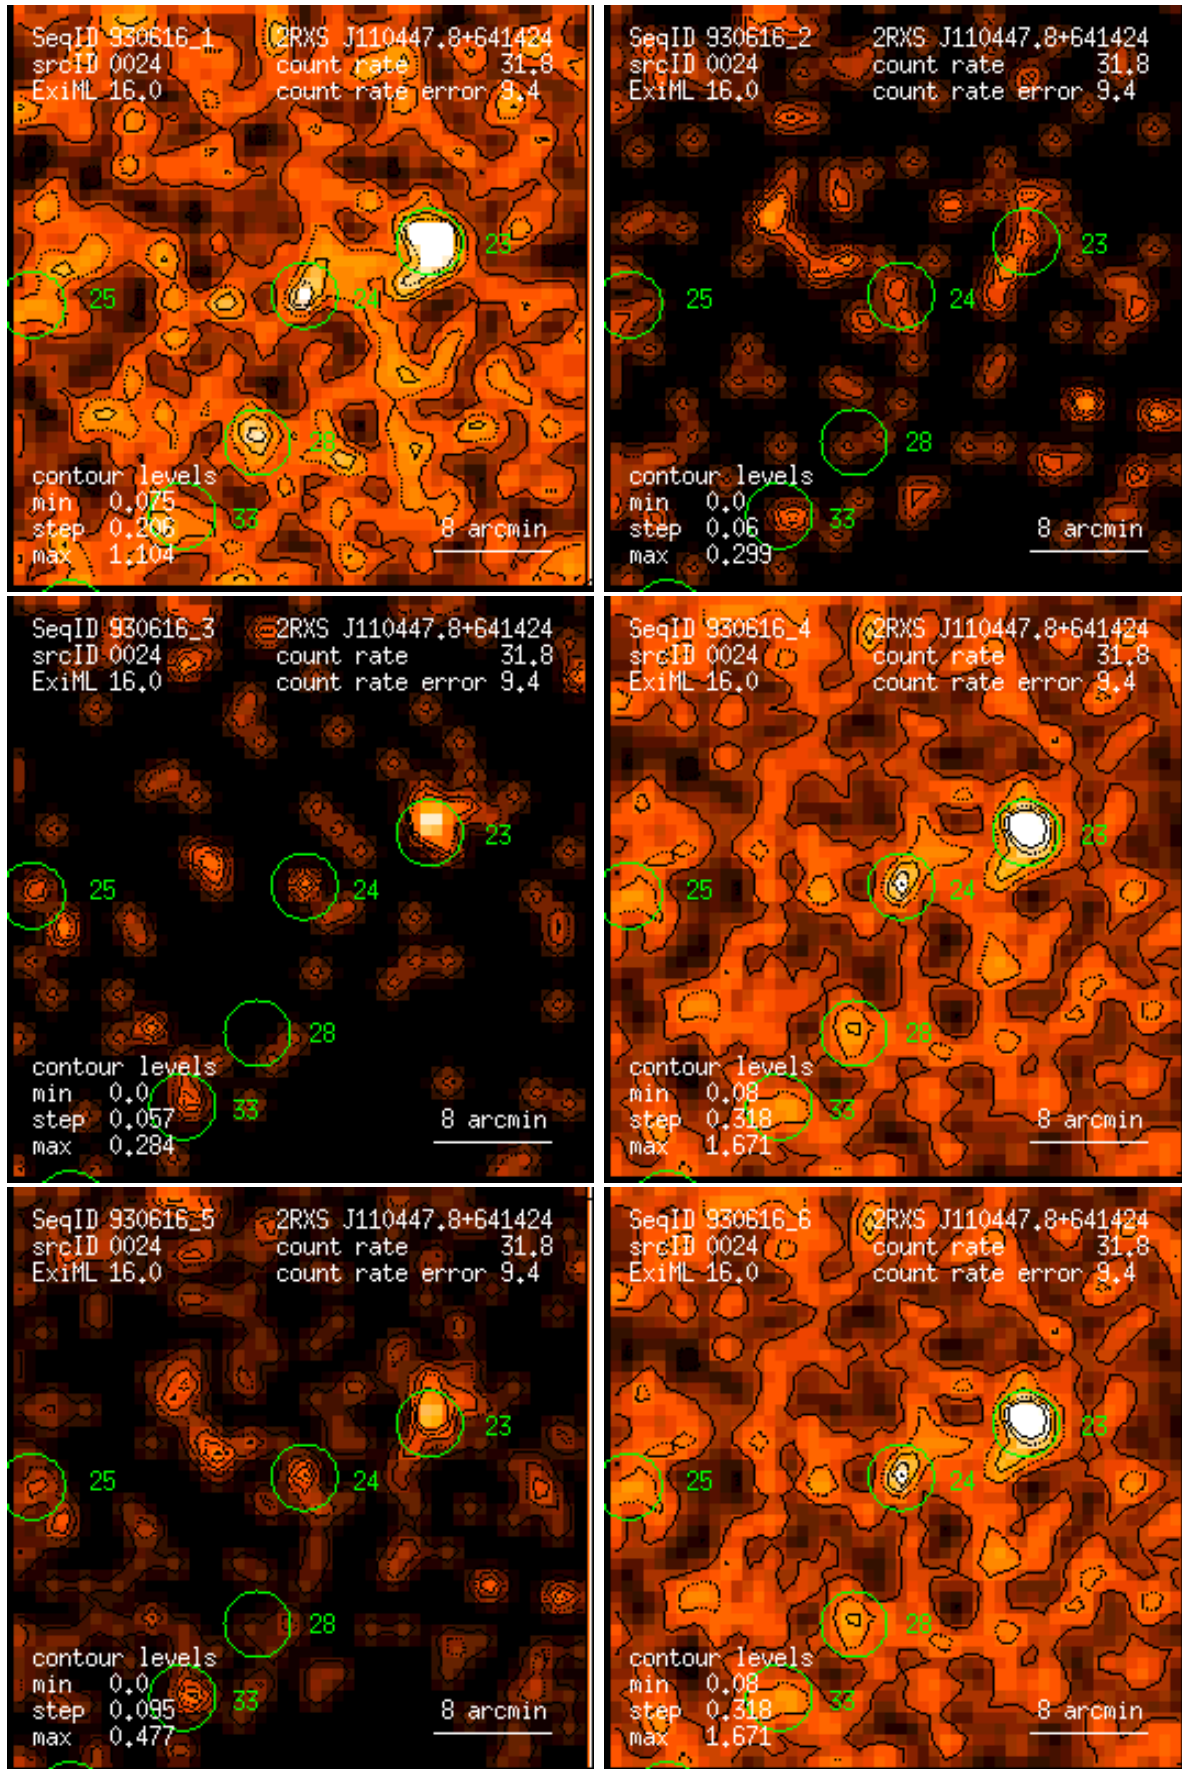 SeqID 930616_1 2RXS J110447.8+641424
srcID 0024 count rate 31.8
ExiML 16.0 count rate error 9.4
23
25 24
28
contour levels
min 0.075
33
step 0.206 8 arcmin
max 1.104
SeqID 930616_2 2RXS J110447.8+641424
srcID 0024 count rate 31.8
ExiML 16.0 count rate error 9.4
23
25 24
28
contour levels
min 0.0
33
step 0.06 8 arcmin
max 0.299
SeqID 930616_3 2RXS J110447.8+641424
srcID 0024 count rate 31.8
ExiML 16.0 count rate error 9.4
23
25 24
28
contour levels
min 0.0
33
step 0.057 8 arcmin
max 0.284
SeqID 930616_4 2RXS J110447.8+641424
srcID 0024 count rate 31.8
ExiML 16.0 count rate error 9.4
23
25 24
28
contour levels
min 0.08
33
step 0.318 8 arcmin
max 1.671
SeqID 930616_5 2RXS J110447.8+641424
srcID 0024 count rate 31.8
ExiML 16.0 count rate error 9.4
23
25 24
28
contour levels
min 0.0
33
step 0.095 8 arcmin
max 0.477
SeqID 930616_6 2RXS J110447.8+641424
srcID 0024 count rate 31.8
ExiML 16.0 count rate error 9.4
23
25 24
28
contour levels
min 0.08
33
step 0.318 8 arcmin
max 1.671